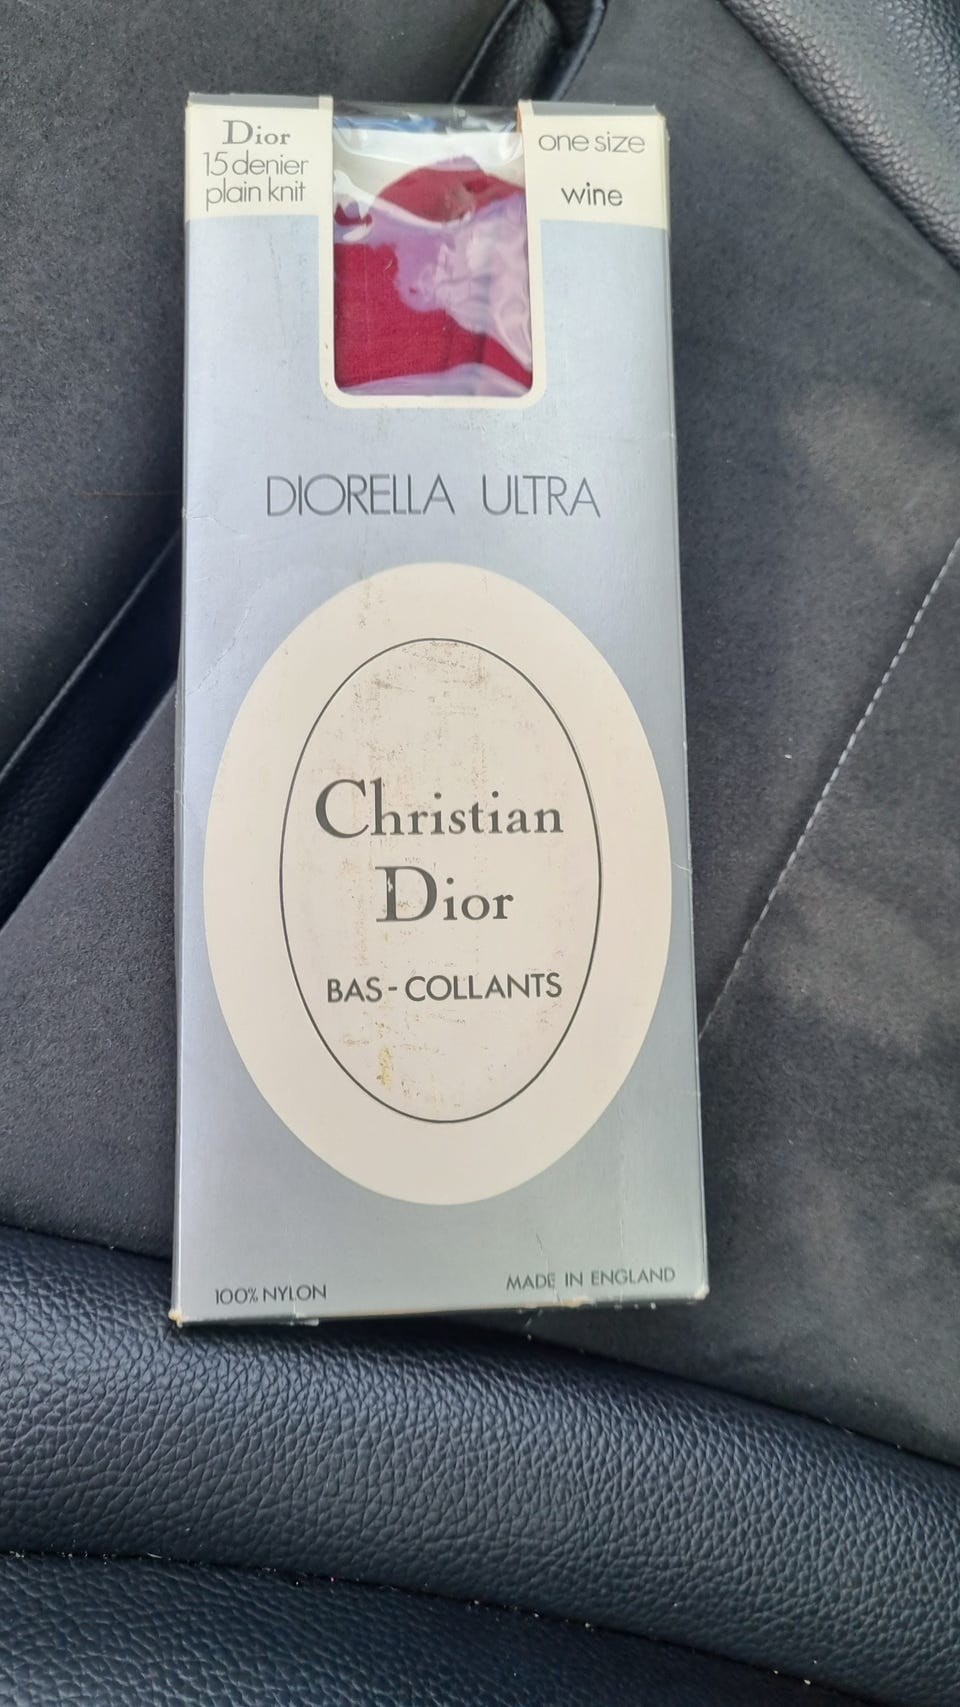 Dior
15 denier
plain knit
one size
wine
DIORELLA ULTRA
Christian
Dior
BAS-COLLANTS
100% NYLON
MADE IN ENGLAND